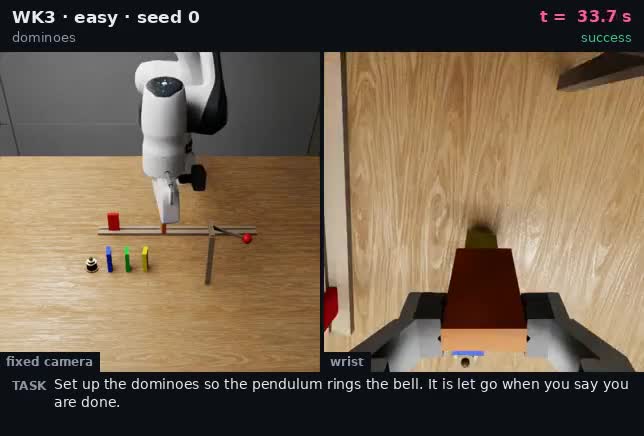 WK3 · easy · seed 0
t = 33.7 s
dominoes
success
fixed camera
wrist
TASK Set up the dominoes so the pendulum rings the bell. It is let go when you say you
are done.